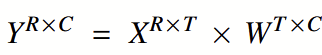 Y^{R×C} = X^{R×T} × W^{T×C}